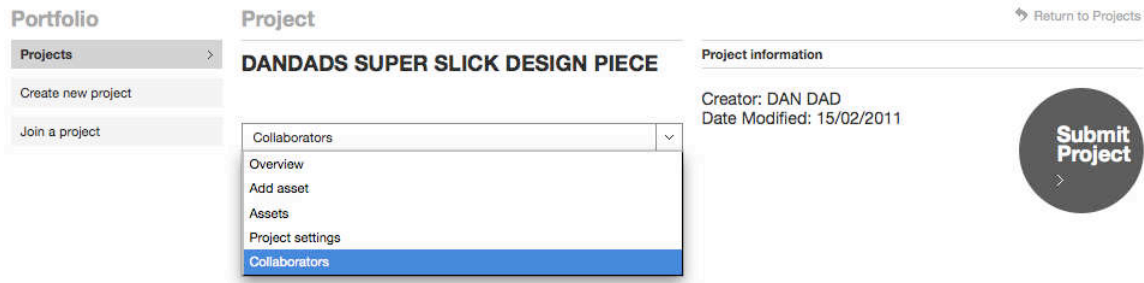 Portfolio
Projects
Create new project
Join a project
Project
DANDADS SUPER SLICK DESIGN PIECE
Collaborators
Overview
Add asset
Assets
Project settings
Collaborators
Return to Projects
Project information
Creator: DAN DAD
Date Modified: 15/02/2011
Submit
Project